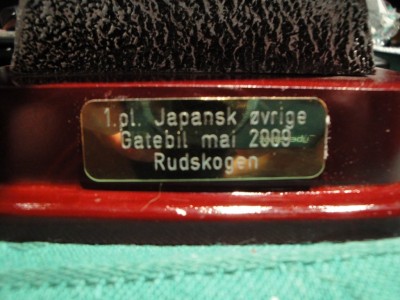 1.pl. Japansk øvrige
Gatebil mai 2009
Rudskogen